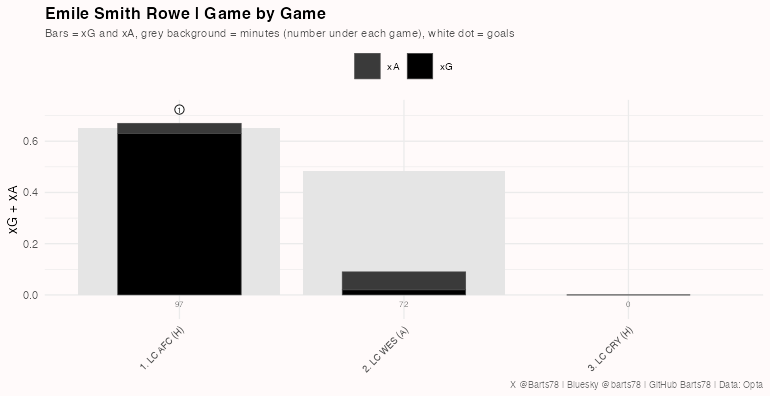 Emile Smith Rowe | Game by Game
Bars = xG and xA, grey background = minutes (number under each game), white dot = goals
xA xG
1
xG + xA
0.6
0.4
0.2
0.0
97 72 0
1. LC AFC (H)
2. LC WES (A)
3. LC CRY (H)
X @Barts78 | Bluesky @barts78 | GitHub Barts78 | Data: Opta